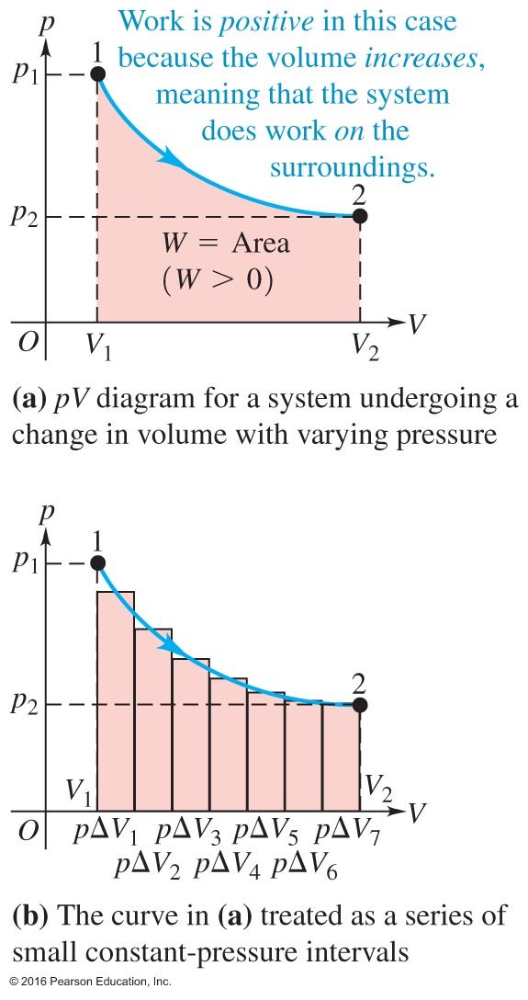 p
Work is positive in this case
because the volume increases,
meaning that the system
does work on the
surroundings.
p₁
1
p₂
2
W = Area
(W > 0)
O
V₁
V₂
V
(a) pV diagram for a system undergoing a
change in volume with varying pressure
p
1
p₁
2
p₂
V₁
V₂
V
O
pΔV₁ pΔV₃ pΔV₅ pΔV₇
pΔV₂ pΔV₄ pΔV₆
(b) The curve in (a) treated as a series of
small constant-pressure intervals
© 2016 Pearson Education, Inc.